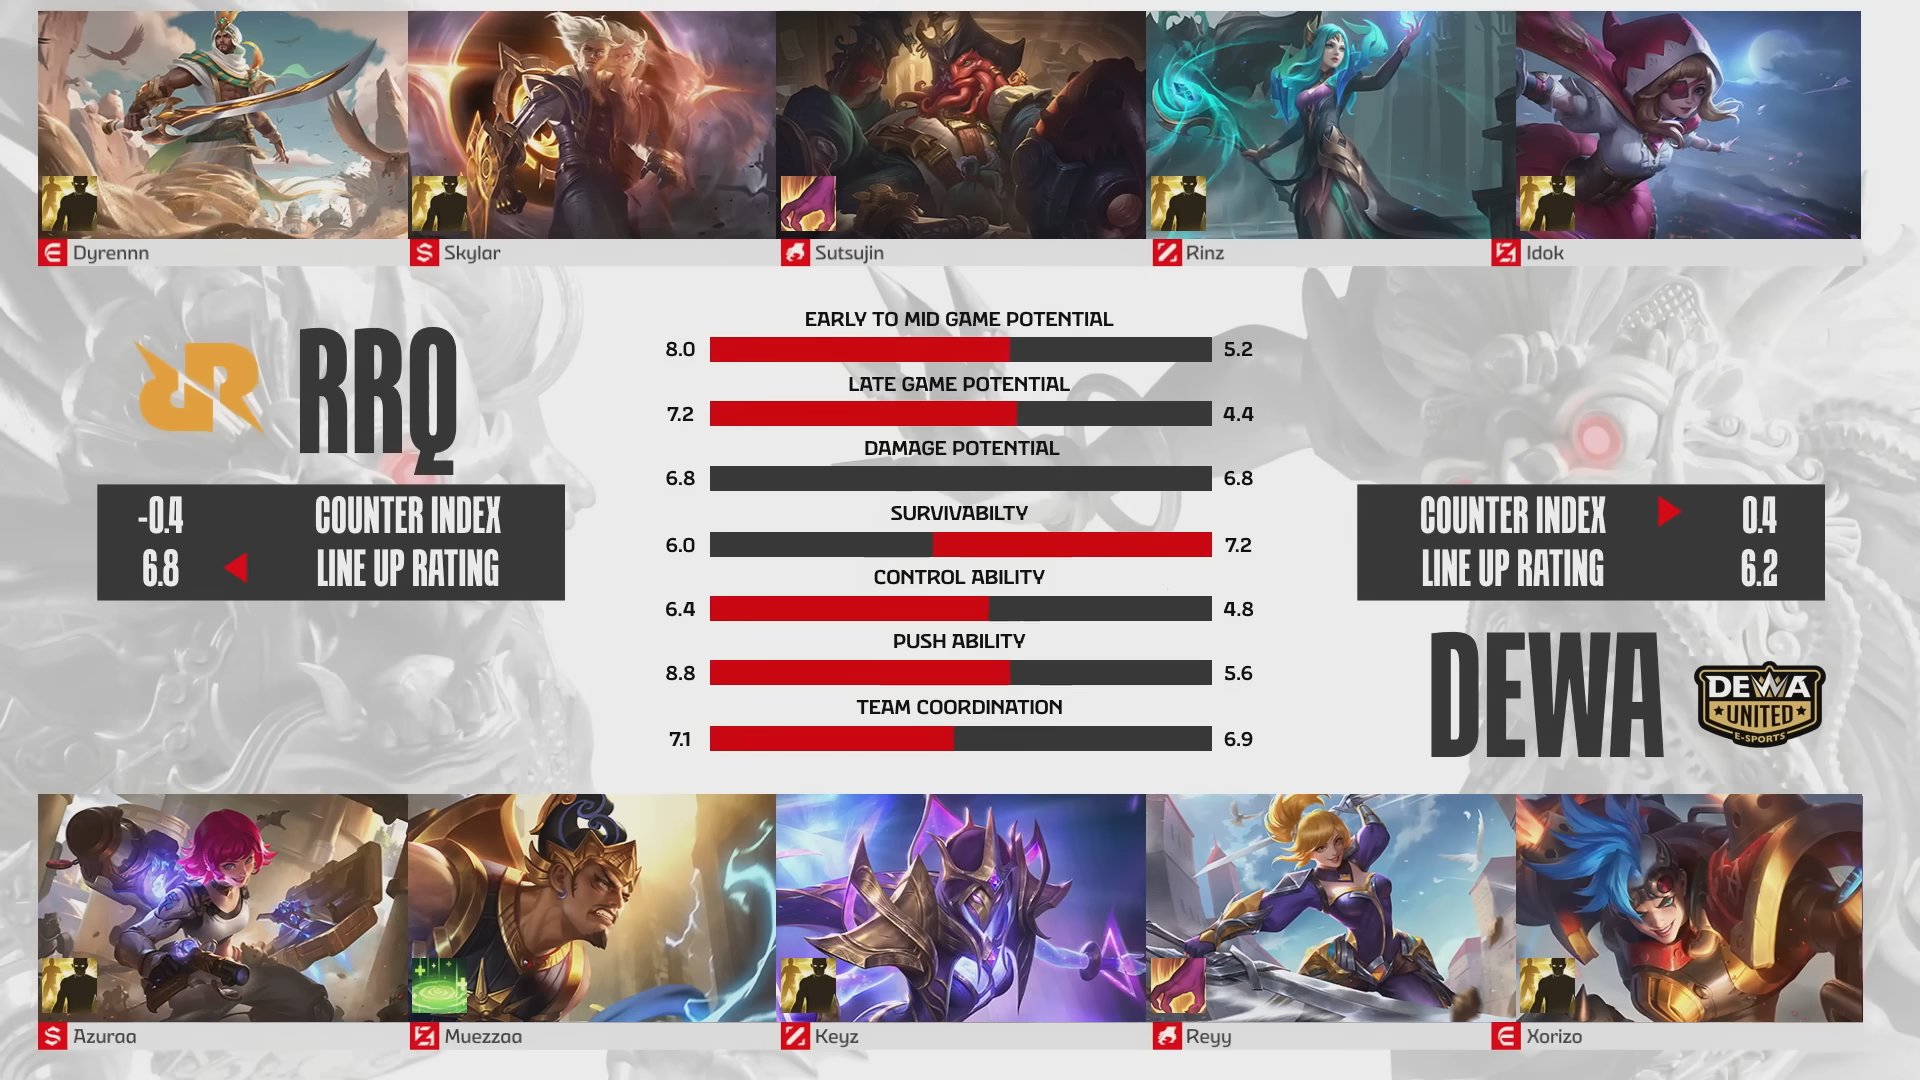 Dyrennn
Skylar
Sutsujin
Rinz
Idok
RRQ
-0.4 COUNTER INDEX
6.8 LINE UP RATING
EARLY TO MID GAME POTENTIAL
8.0 5.2
LATE GAME POTENTIAL
7.2 4.4
DAMAGE POTENTIAL
6.8 6.8
SURVIVABILTY
6.0 7.2
CONTROL ABILITY
6.4 4.8
PUSH ABILITY
8.8 5.6
TEAM COORDINATION
7.1 6.9
COUNTER INDEX 0.4
LINE UP RATING 6.2
DEWA
DEWA
UNITED
E-SPORTS
Azuraa
Muezzaa
Keyz
Reyy
Xorizo